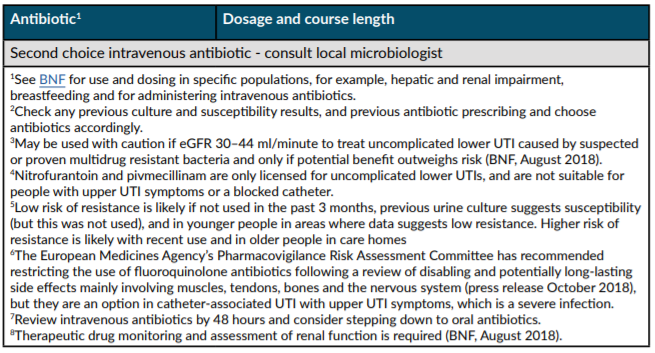 Antibiotic¹ Dosage and course length
Second choice intravenous antibiotic - consult local microbiologist
¹See BNF for use and dosing in specific populations, for example, hepatic and renal impairment,
breastfeeding and for administering intravenous antibiotics.
²Check any previous culture and susceptibility results, and previous antibiotic prescribing and choose
antibiotics accordingly.
³May be used with caution if eGFR 30–44 ml/minute to treat uncomplicated lower UTI caused by suspected
or proven multidrug resistant bacteria and only if potential benefit outweighs risk (BNF, August 2018).
⁴Nitrofurantoin and pivmecillinam are only licensed for uncomplicated lower UTIs, and are not suitable for
people with upper UTI symptoms or a blocked catheter.
⁵Low risk of resistance is likely if not used in the past 3 months, previous urine culture suggests susceptibility
(but this was not used), and in younger people in areas where data suggests low resistance. Higher risk of
resistance is likely with recent use and in older people in care homes
⁶The European Medicines Agency’s Pharmacovigilance Risk Assessment Committee has recommended
restricting the use of fluoroquinolone antibiotics following a review of disabling and potentially long-lasting
side effects mainly involving muscles, tendons, bones and the nervous system (press release October 2018),
but they are an option in catheter-associated UTI with upper UTI symptoms, which is a severe infection.
⁷Review intravenous antibiotics by 48 hours and consider stepping down to oral antibiotics.
⁸Therapeutic drug monitoring and assessment of renal function is required (BNF, August 2018).